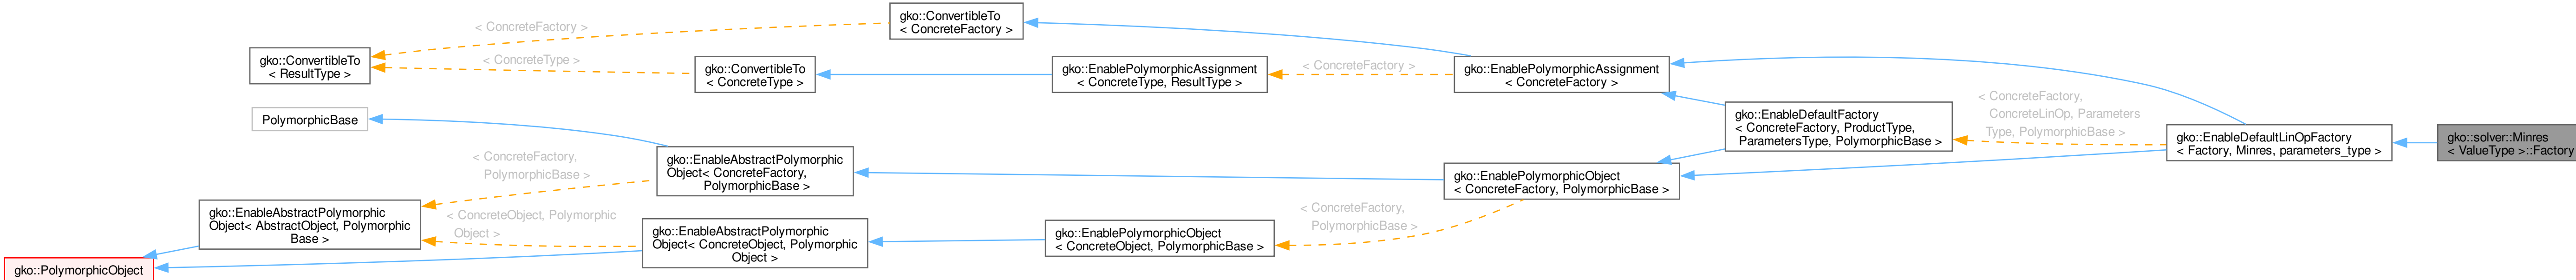 gko::ConvertibleTo
< ConcreteFactory >
< ConcreteFactory >
gko::ConvertibleTo
< ResultType >
< ConcreteType >
gko::ConvertibleTo
< ConcreteType >
gko::EnablePolymorphicAssignment
< ConcreteType, ResultType >
< ConcreteFactory >
gko::EnablePolymorphicAssignment
< ConcreteFactory >
PolymorphicBase
gko::EnableDefaultFactory
< ConcreteFactory, ProductType,
ParametersType, PolymorphicBase >
< ConcreteFactory,
ConcreteLinOp, Parameters
Type, PolymorphicBase >
gko::EnableDefaultLinOpFactory
< Factory, Minres, parameters_type >
gko::solver::Minres
< ValueType >::Factory
< ConcreteFactory,
PolymorphicBase >
gko::EnableAbstractPolymorphic
Object< ConcreteFactory,
PolymorphicBase >
gko::EnablePolymorphicObject
< ConcreteFactory, PolymorphicBase >
gko::EnableAbstractPolymorphic
Object< AbstractObject, Polymorphic
Base >
< ConcreteObject, Polymorphic
Object >
gko::EnableAbstractPolymorphic
Object< ConcreteObject, Polymorphic
Object >
gko::EnablePolymorphicObject
< ConcreteObject, PolymorphicBase >
< ConcreteFactory,
PolymorphicBase >
gko::PolymorphicObject